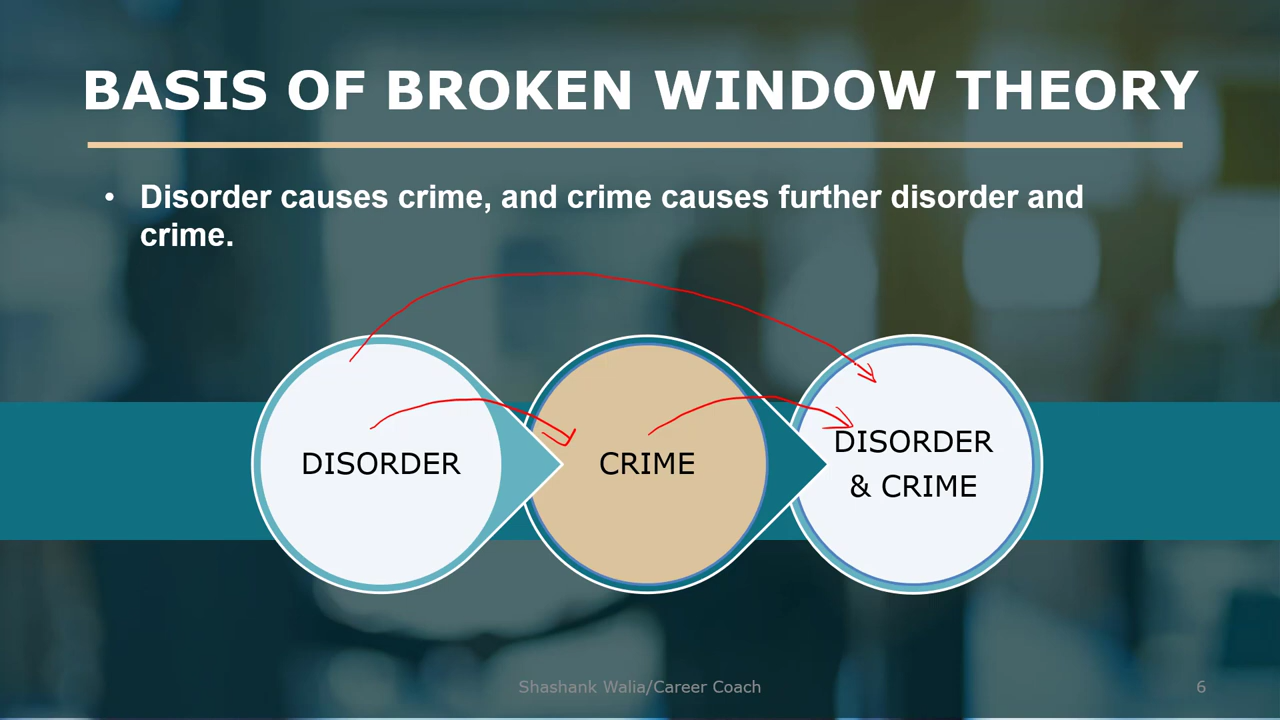 BASIS OF BROKEN WINDOW THEORY
• Disorder causes crime, and crime causes further disorder and
crime.
DISORDER
CRIME
DISORDER
& CRIME
Shashank Walia/Career Coach
6